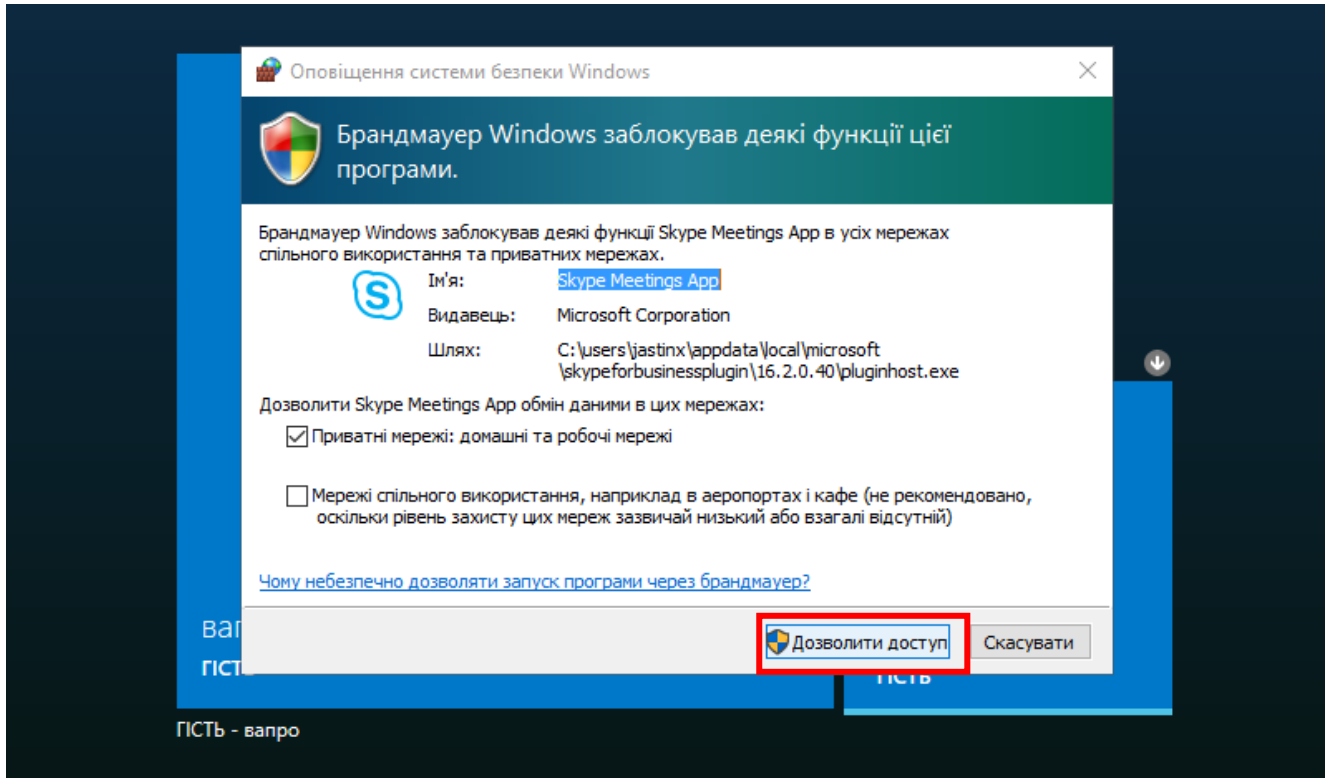 Оповіщення системи безпеки Windows
Брандмауер Windows заблокував деякі функції цієї
програми.
Брандмауер Windows заблокував деякі функції Skype Meetings App в усіх мережах
спільного використання та приватних мережах.
Ім'я: Skype Meetings App
Видавець: Microsoft Corporation
Шлях: C:\users\jastinx\appdata\local\microsoft
\skypeforbusinessplugin\16.2.0.40\pluginhost.exe
Дозволити Skype Meetings App обмін даними в цих мережах:
Приватні мережі: домашні та робочі мережі
Мережі спільного використання, наприклад в аеропортах і кафе (не рекомендовано,
оскільки рівень захисту цих мереж зазвичай низький або взагалі відсутній)
Чому небезпечно дозволяти запуск програми через брандмауер?
Дозволити доступ Скасувати
ГІСТЬ
ГІСТЬ - вапро